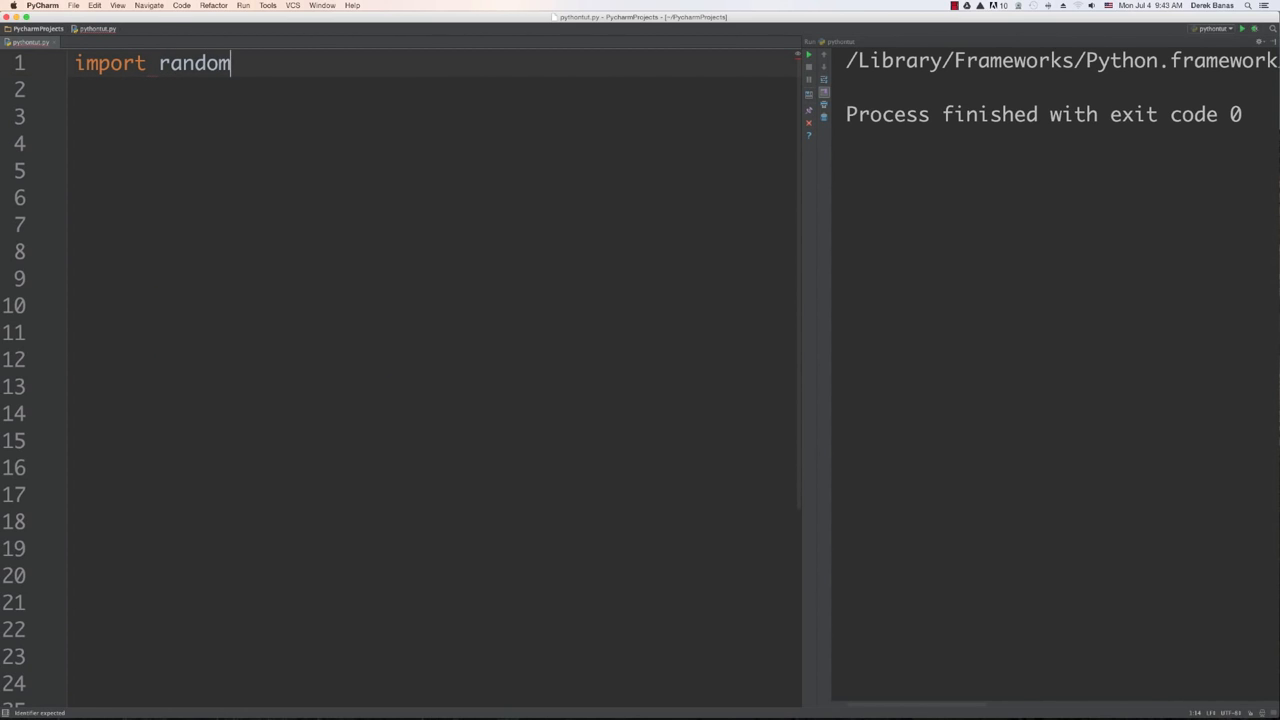 PyCharm File Edit View Navigate Code Refactor Run Tools VCS Window Help
10 Mon Jul 4 9:43 AM Derek Banas
pythontut.py - PycharmProjects - [~/PycharmProjects]
PycharmProjects pythontut.py pythontut
pythontut.py Run pythontut
1 import random
2
3
4
5
6
7
8
9
10
11
12
13
14
15
16
17
18
19
20
21
22
23
24
/Library/Frameworks/Python.framework
Process finished with exit code 0
Identifier expected 1:14 LF UTF-8